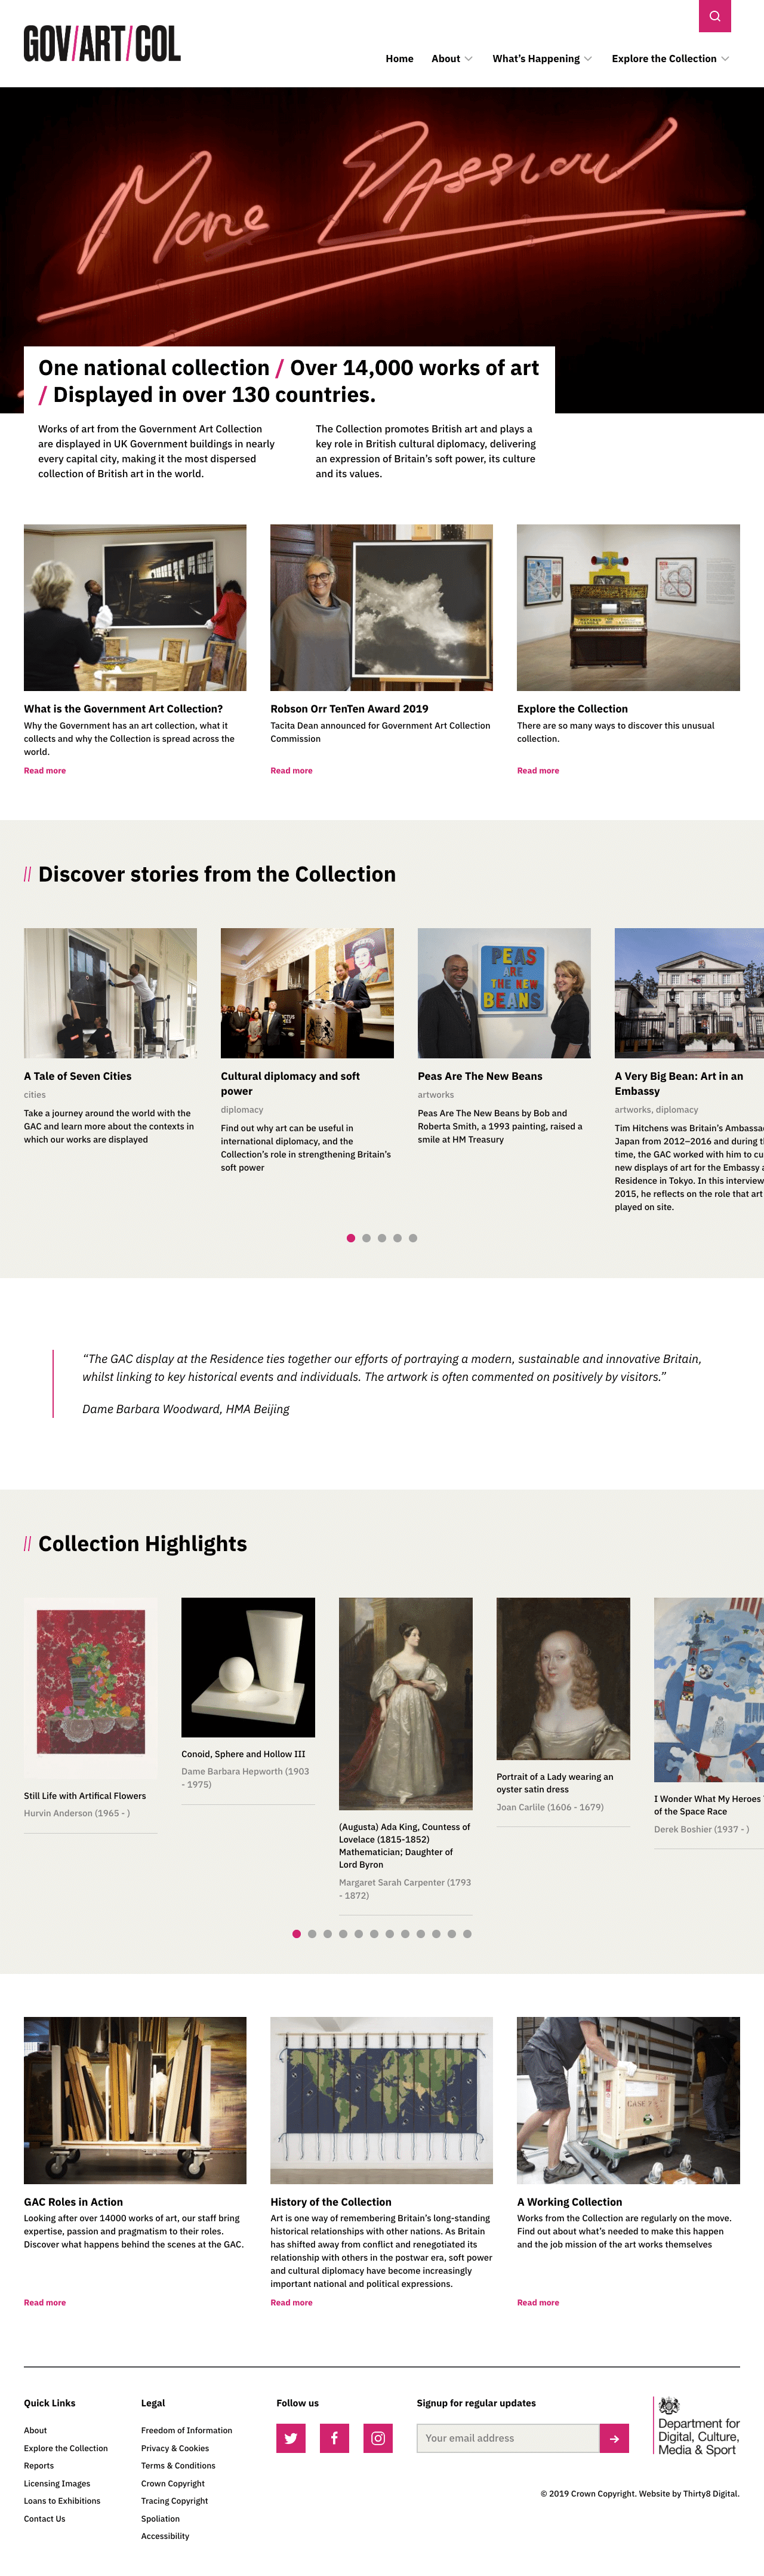 GOV/ART/COL
Home
About
What's Happening
Explore the Collection
More Passion
One national collection / Over 14,000 works of art
/ Displayed in over 130 countries.
Works of art from the Government Art Collection
are displayed in UK Government buildings in nearly
every capital city, making it the most dispersed
collection of British art in the world.
The Collection promotes British art and plays a
key role in British cultural diplomacy, delivering
an expression of Britain's soft power, its culture
and its values.
What is the Government Art Collection?
Why the Government has an art collection, what it
collects and why the Collection is spread across the
world.
Read more
Robson Orr TenTen Award 2019
Tacita Dean announced for Government Art Collection
Commission
Read more
Explore the Collection
There are so many ways to discover this unusual
collection.
Read more
// Discover stories from the Collection
A Tale of Seven Cities
cities
Take a journey around the world with the
GAC and learn more about the contexts in
which our works are displayed
Cultural diplomacy and soft
power
diplomacy
Find out why art can be useful in
international diplomacy, and the
Collection's role in strengthening Britain's
soft power
PEAS
ARE
THE NEW
BEANS
Peas Are The New Beans
artworks
Peas Are The New Beans by Bob and
Roberta Smith, a 1993 painting, raised a
smile at HM Treasury
A Very Big Bean: Art in an
Embassy
artworks, diplomacy
Tim Hitchens was Britain's Ambassa
Japan from 2012–2016 and during t
time, the GAC worked with him to cu
new displays of art for the Embassy a
Residence in Tokyo. In this interview
2015, he reflects on the role that art
played on site.
“The GAC display at the Residence ties together our efforts of portraying a modern, sustainable and innovative Britain,
whilst linking to key historical events and individuals. The artwork is often commented on positively by visitors.”
Dame Barbara Woodward, HMA Beijing
// Collection Highlights
Still Life with Artifical Flowers
Hurvin Anderson (1965 - )
Conoid, Sphere and Hollow III
Dame Barbara Hepworth (1903
- 1975)
(Augusta) Ada King, Countess of
Lovelace (1815-1852)
Mathematician; Daughter of
Lord Byron
Margaret Sarah Carpenter (1793
- 1872)
Portrait of a Lady wearing an
oyster satin dress
Joan Carlile (1606 - 1679)
I Wonder What My Heroes
of the Space Race
Derek Boshier (1937 - )
GAC Roles in Action
Looking after over 14000 works of art, our staff bring
expertise, passion and pragmatism to their roles.
Discover what happens behind the scenes at the GAC.
Read more
History of the Collection
Art is one way of remembering Britain's long-standing
historical relationships with other nations. As Britain
has shifted away from conflict and renegotiated its
relationship with others in the postwar era, soft power
and cultural diplomacy have become increasingly
important national and political expressions.
Read more
A Working Collection
Works from the Collection are regularly on the move.
Find out about what's needed to make this happen
and the job mission of the art works themselves
Read more
Quick Links
About
Explore the Collection
Reports
Licensing Images
Loans to Exhibitions
Contact Us
Legal
Freedom of Information
Privacy & Cookies
Terms & Conditions
Crown Copyright
Tracing Copyright
Spoliation
Accessibility
Follow us
Signup for regular updates
Your email address
Department for
Digital, Culture,
Media & Sport
© 2019 Crown Copyright. Website by Thirty8 Digital.